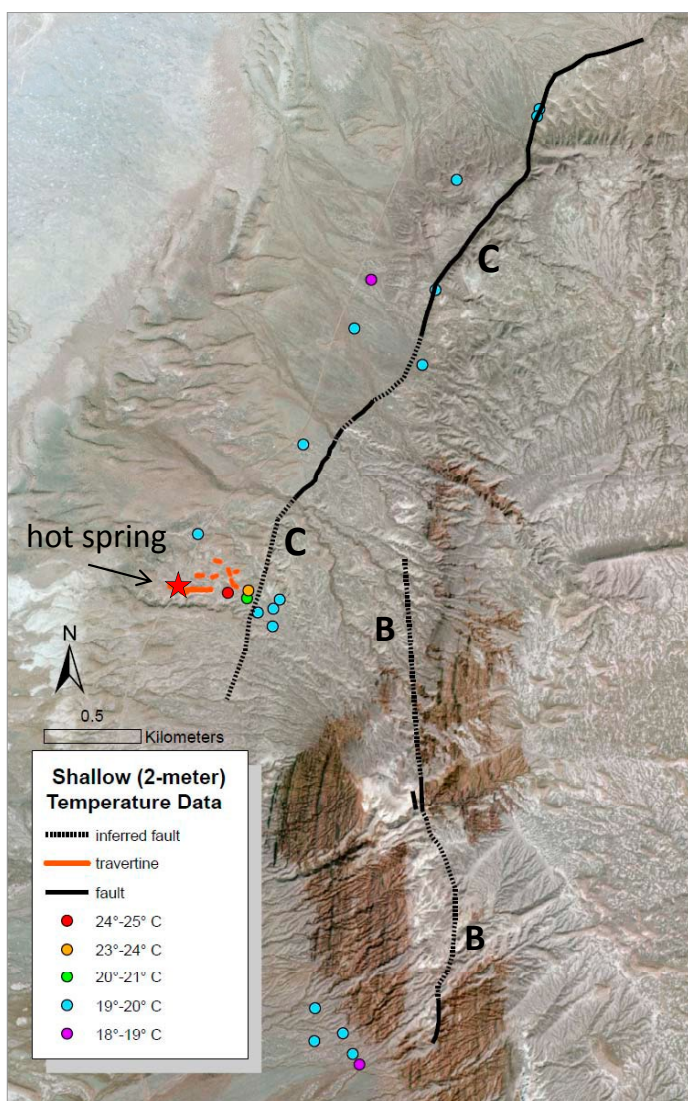 C
hot spring
C
B
N
0.5
Kilometers
B
Shallow (2-meter)
Temperature Data
inferred fault
travertine
fault
24°-25° C
23°-24° C
20°-21° C
19°-20° C
18°-19° C